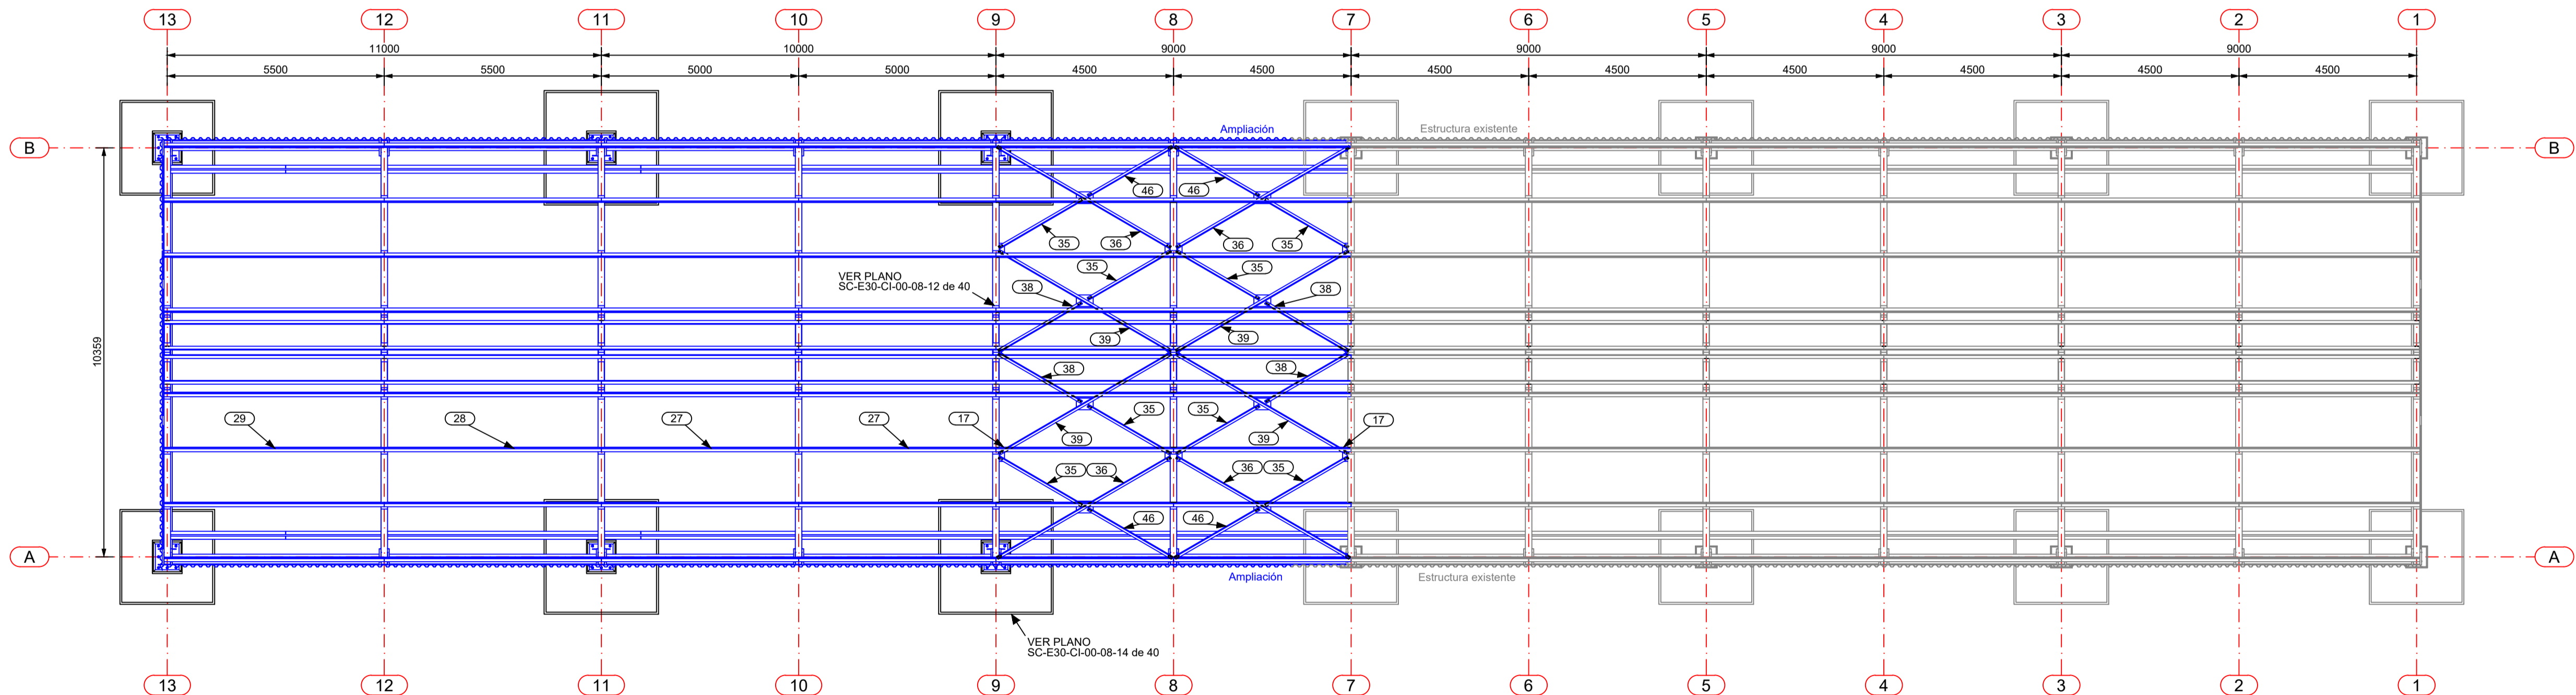 13 12 11 10 9 8 7 6 5 4 3 2 1
11000 10000 9000 9000 9000 9000
5500 5500 5000 5000 4500 4500 4500 4500 4500 4500 4500 4500
Ampliación Estructura existente
B B
46 46
35 36 36 35
35 35
VER PLANO
SC-E30-CI-00-08-12 de 40
38 38
39 39
10359
38 38
35 35
29 28 27 27 17 17
39 39
35 36 36 35
46 46
A A
Ampliación Estructura existente
VER PLANO
SC-E30-CI-00-08-14 de 40
13 12 11 10 9 8 7 6 5 4 3 2 1